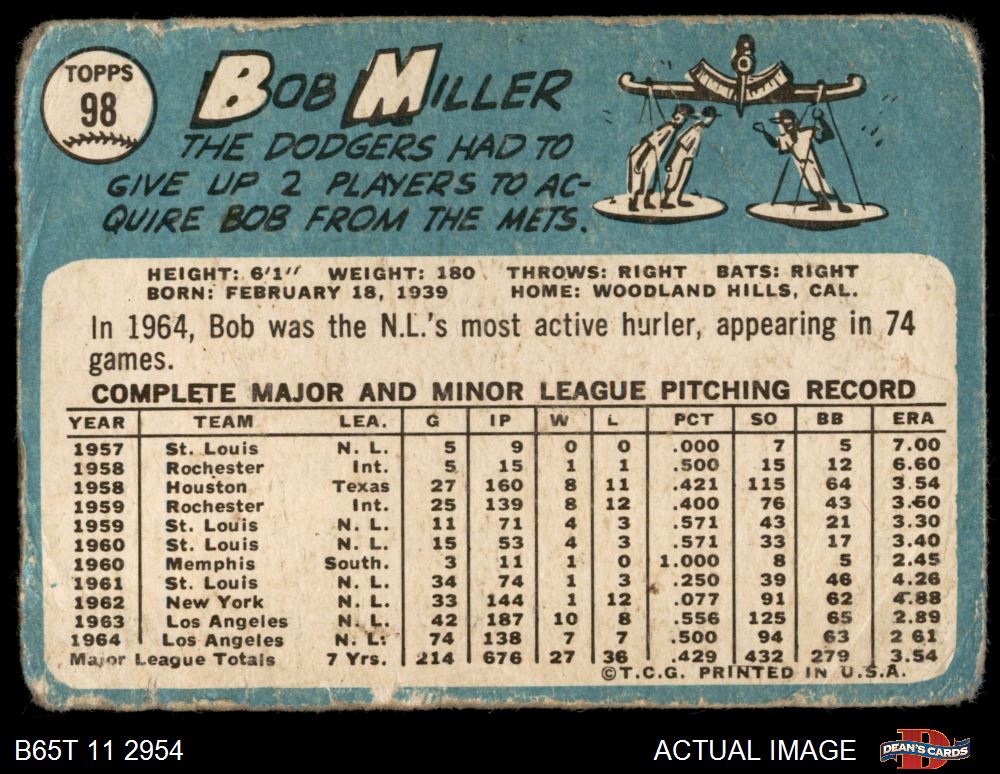 TOPPS
98
BOB MILLER
THE DODGERS HAD TO
GIVE UP 2 PLAYERS TO AC-
QUIRE BOB FROM THE METS.
HEIGHT: 6'1" WEIGHT: 180 THROWS: RIGHT BATS: RIGHT
BORN: FEBRUARY 18, 1939 HOME: WOODLAND HILLS, CAL.
In 1964, Bob was the N.L.'s most active hurler, appearing in 74
games.
COMPLETE MAJOR AND MINOR LEAGUE PITCHING RECORD
YEAR TEAM LEA. G IP W L PCT SO BB ERA
1957 St. Louis N. L. 5 9 0 0 .000 7 5 7.00
1958 Rochester Int. 5 15 1 1 .500 15 12 6.60
1958 Houston Texas 27 160 8 11 .421 115 64 3.54
1959 Rochester Int. 25 139 8 12 .400 76 43 3.50
1959 St. Louis N. L. 11 71 4 3 .571 43 21 3.30
1960 St. Louis N. L. 15 53 4 3 .571 33 17 3.40
1960 Memphis South. 3 11 1 0 1.000 8 5 2.45
1961 St. Louis N. L. 34 74 1 3 .250 39 46 4.26
1962 New York N. L. 33 144 1 12 .077 91 62 4.88
1963 Los Angeles N. L. 42 187 10 8 .556 125 65 2.89
1964 Los Angeles N. L. 74 138 7 7 .500 94 63 2 61
Major League Totals 7 Yrs. 214 676 27 36 .429 432 279 3.54
©T.C.G. PRINTED IN U.S.A.
B65T 11 2954 ACTUAL IMAGE DEAN'S CARDS